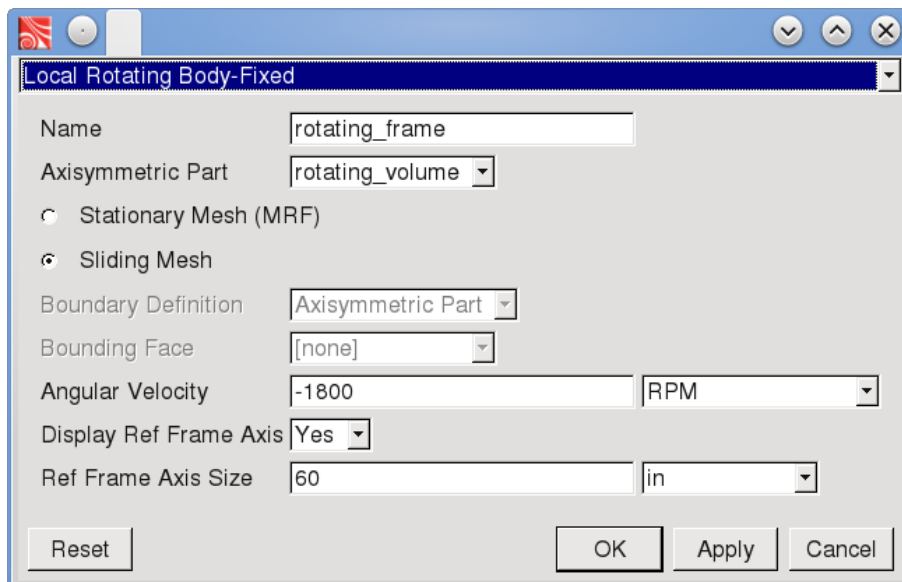 Local Rotating Body-Fixed
Name rotating_frame
Axisymmetric Part rotating_volume
Stationary Mesh (MRF)
Sliding Mesh
Boundary Definition Axisymmetric Part
Bounding Face [none]
Angular Velocity -1800 RPM
Display Ref Frame Axis Yes
Ref Frame Axis Size 60 in
Reset OK Apply Cancel